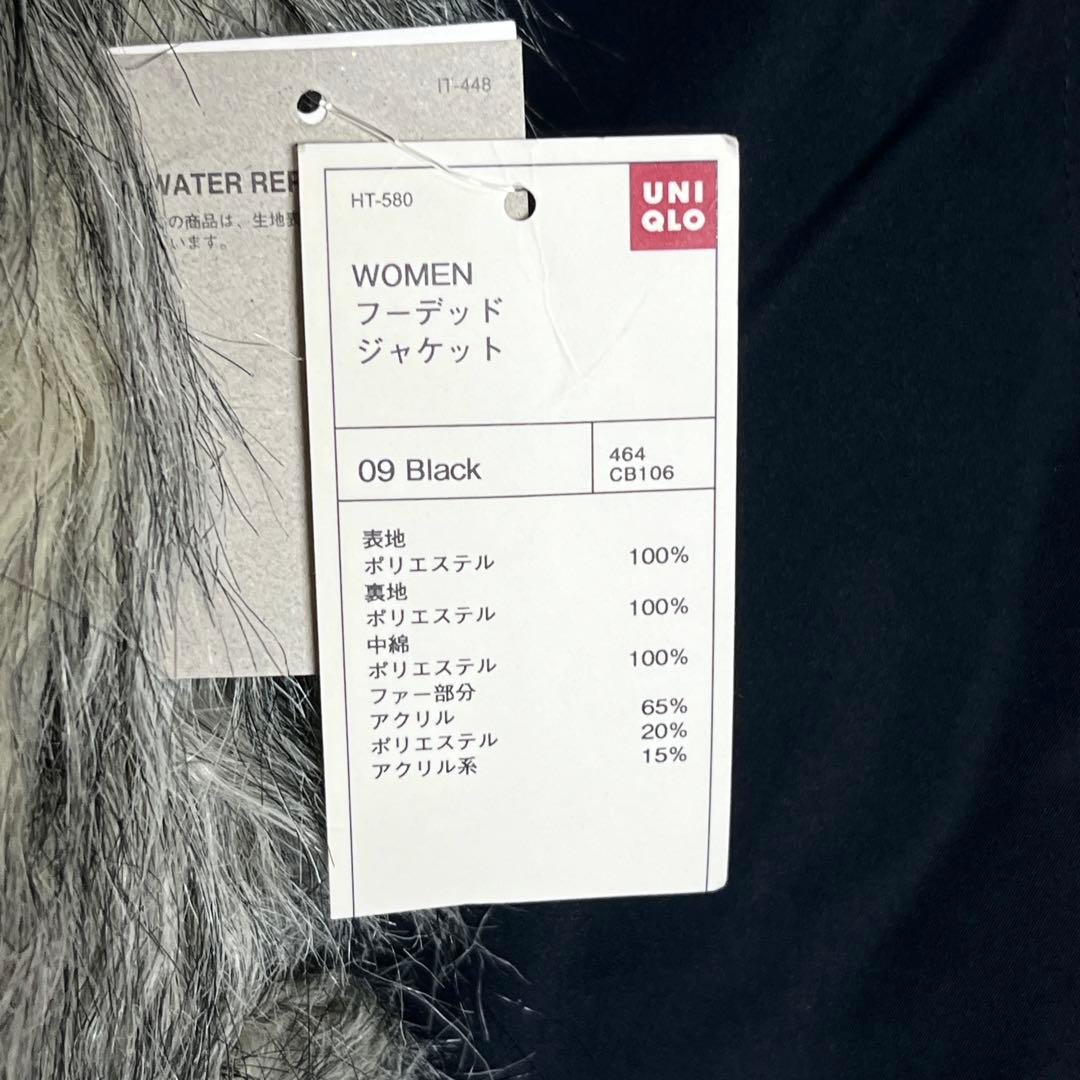 IT-448
WATER
の商品は、生地
います。
HT-580
UNI
QLO
WOMEN
フーデッド
ジャケット
09 Black
464
CB106
表地
ポリエステル 100%
裏地
ポリエステル 100%
中綿
ポリエステル 100%
ファー部分
アクリル 65%
ポリエステル 20%
アクリル系 15%